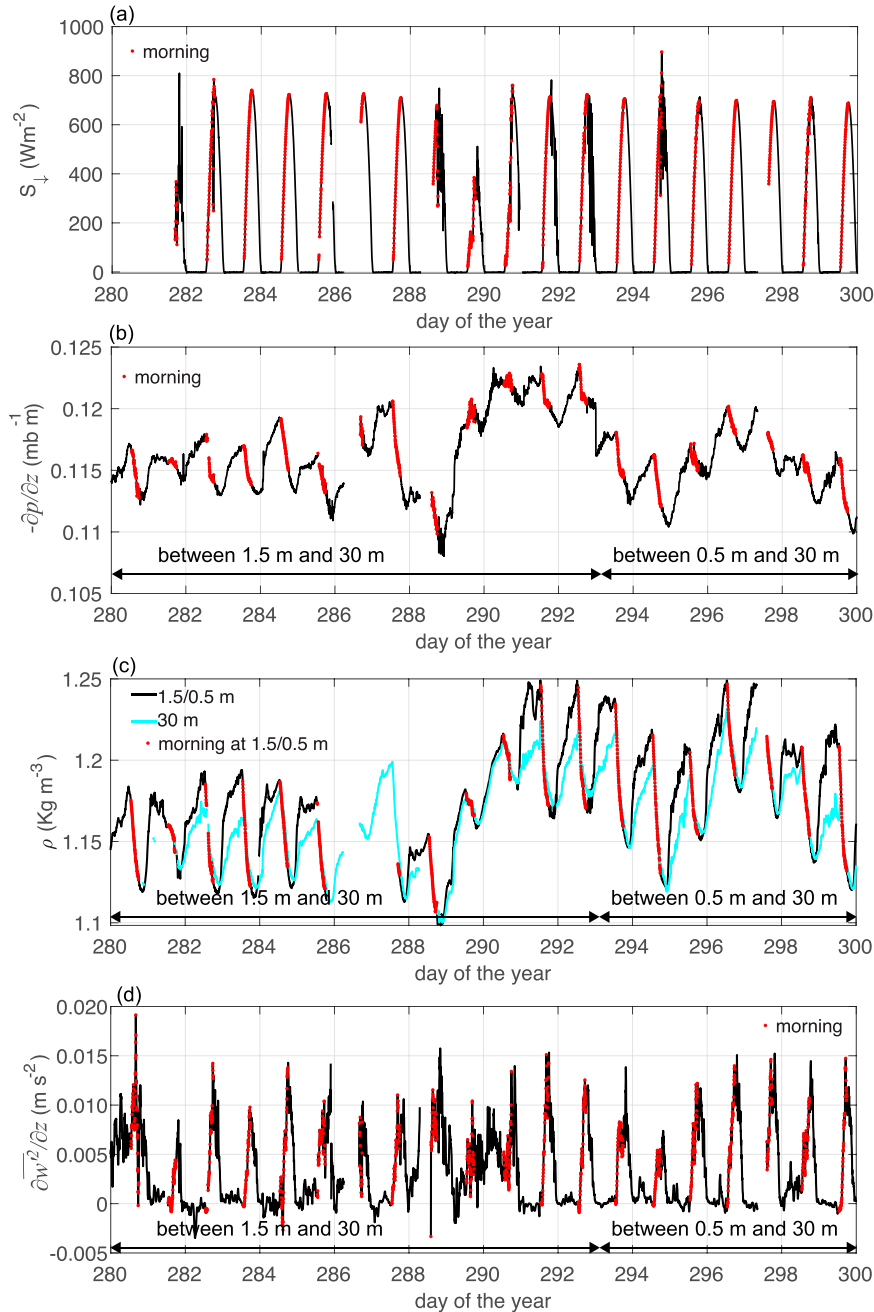 (a)
1000
800
600
400
200
0
S↓ (Wm-2)
morning
280 282 284 286 288 290 292 294 296 298 300
day of the year
(b)
0.125
0.12
0.115
0.11
0.105
-∂p/∂z (mb m-1)
morning
between 1.5 m and 30 m
between 0.5 m and 30 m
280 282 284 286 288 290 292 294 296 298 300
day of the year
(c)
1.25
1.2
1.15
1.1
ρ (Kg m-3)
1.5/0.5 m
30 m
morning at 1.5/0.5 m
between 1.5 m and 30 m
between 0.5 m and 30 m
280 282 284 286 288 290 292 294 296 298 300
day of the year
(d)
0.020
0.015
0.010
0.005
0
-0.005
∂w′²/∂z (m s-2)
morning
between 1.5 m and 30 m
between 0.5 m and 30 m
280 282 284 286 288 290 292 294 296 298 300
day of the year